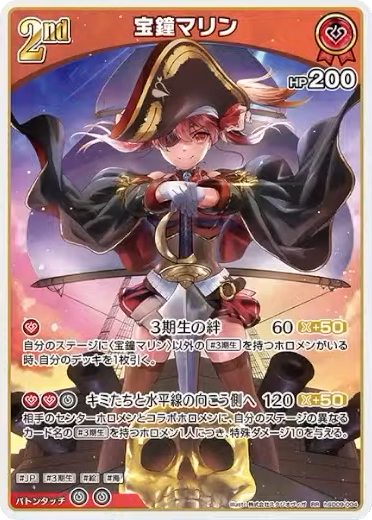 2nd
宝鐘マリン
HP200
3期生の絆 60 +50
自分のステージに〈宝鐘マリン〉以外の #3期生 を持つホロメンがいる
時、自分のデッキを1枚引く。
キミたちと水平線の向こう側へ 120 +50
相手のセンターホロメンとコラボホロメンに、自分のステージの異なる
カード名の #3期生 を持つホロメン1人につき、特殊ダメージ10を与える。
#JP #3期生 #絵 #海
バトンタッチ
RR